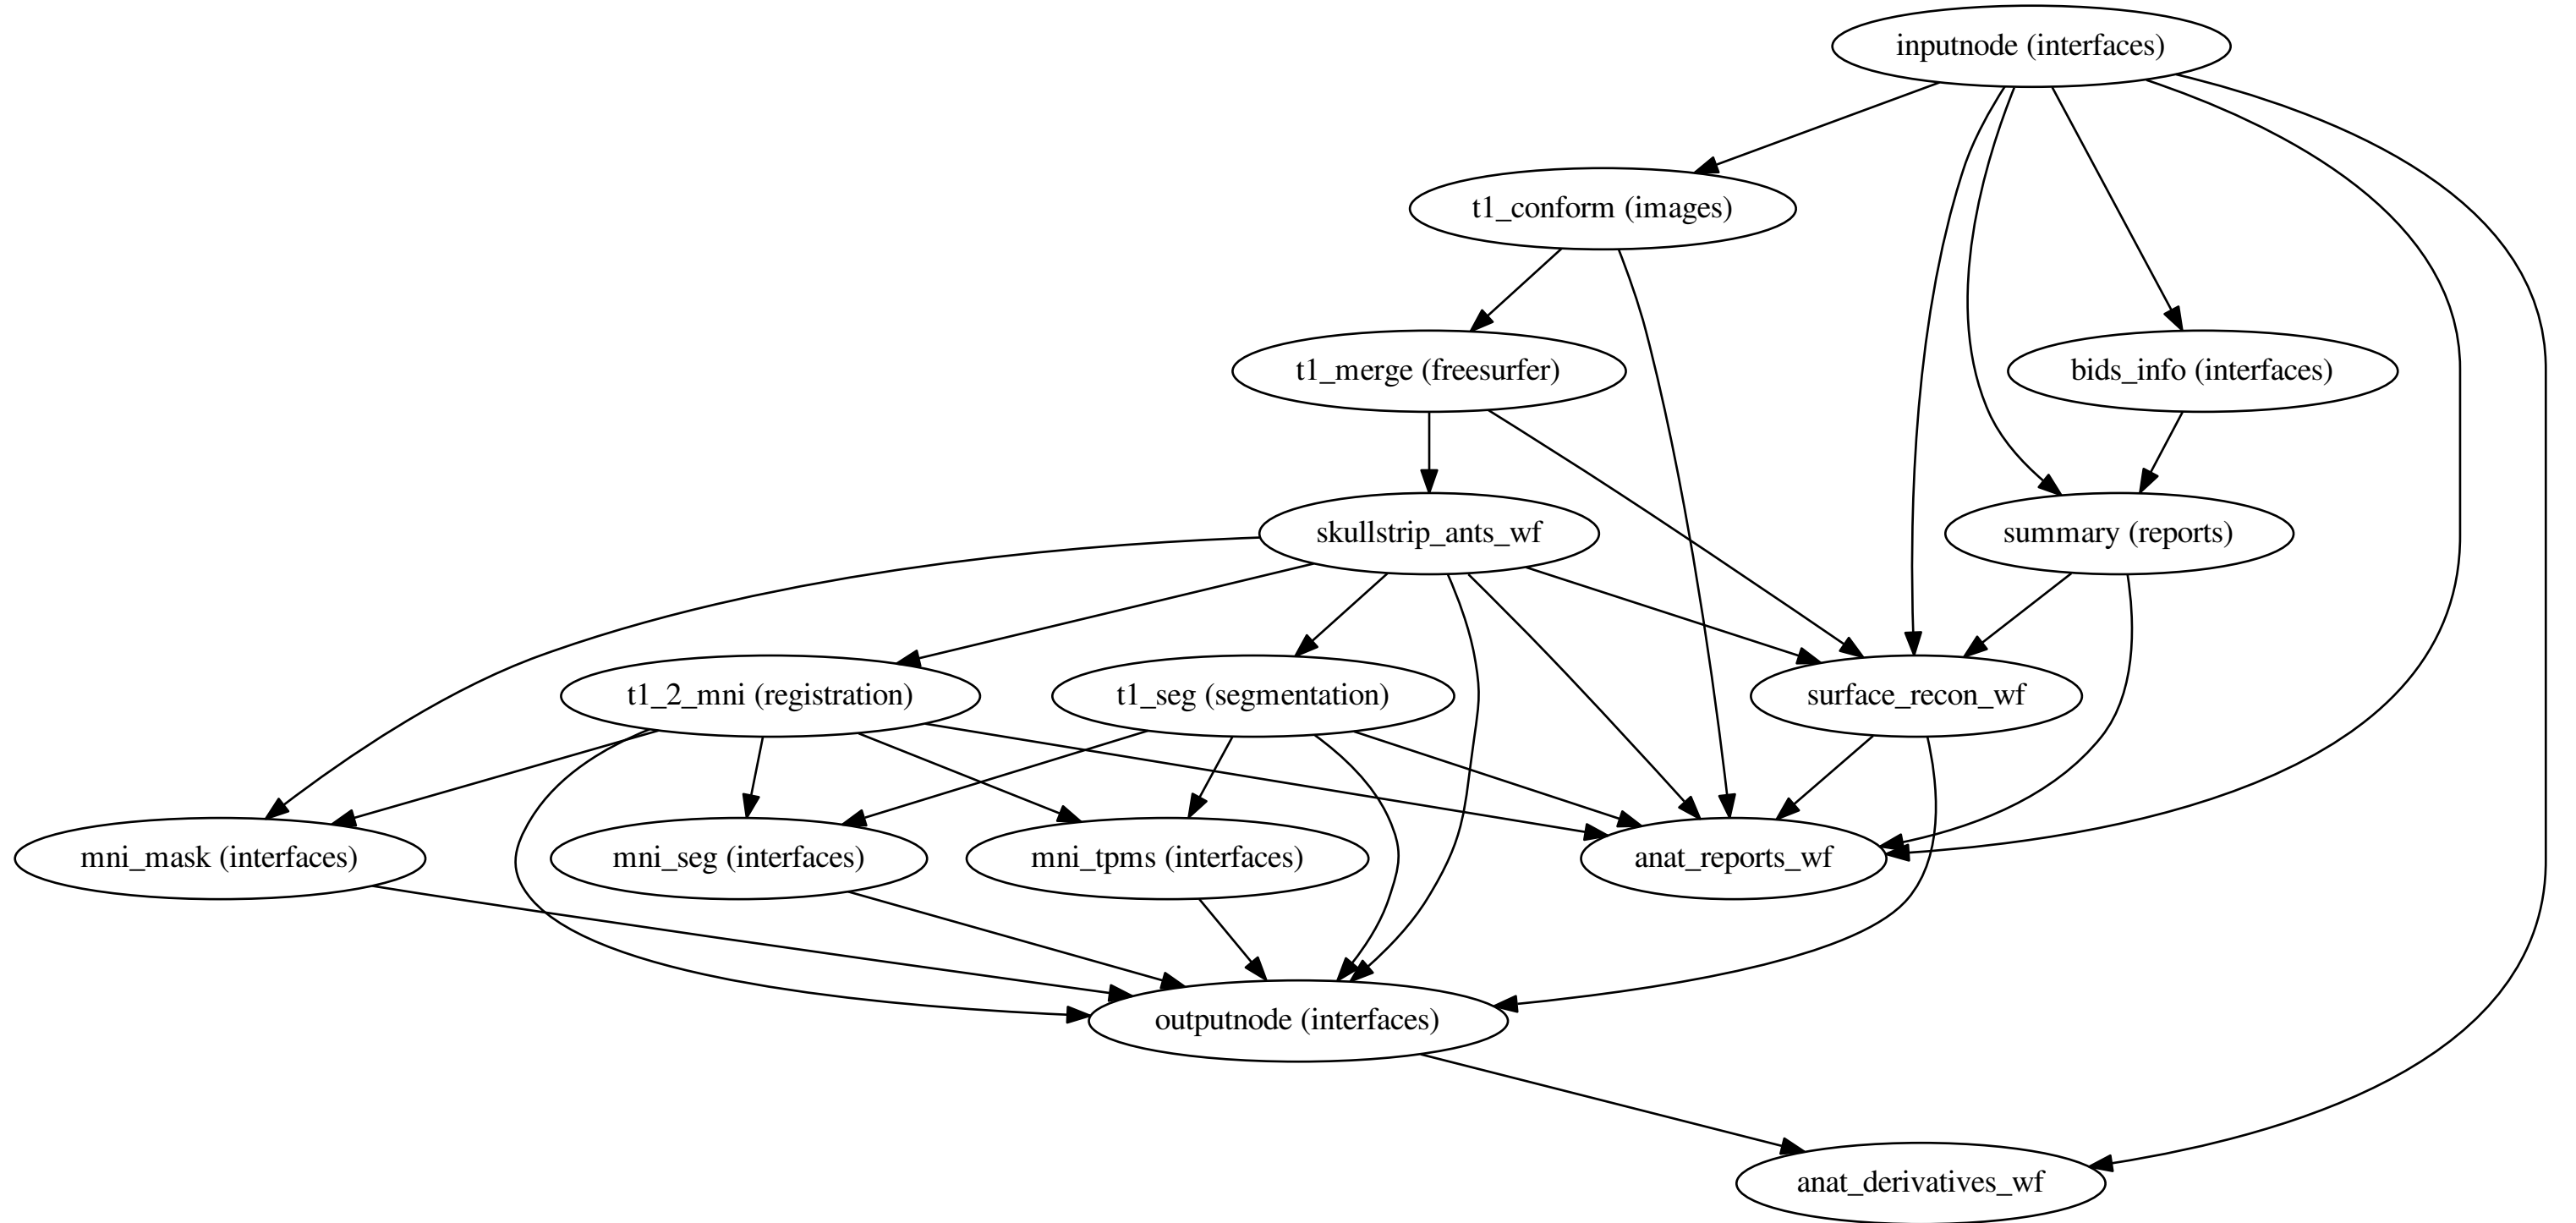 inputnode (interfaces)
t1_conform (images)
t1_merge (freesurfer)
bids_info (interfaces)
skullstrip_ants_wf
summary (reports)
t1_2_mni (registration)
t1_seg (segmentation)
surface_recon_wf
mni_mask (interfaces)
mni_seg (interfaces)
mni_tpms (interfaces)
anat_reports_wf
outputnode (interfaces)
anat_derivatives_wf